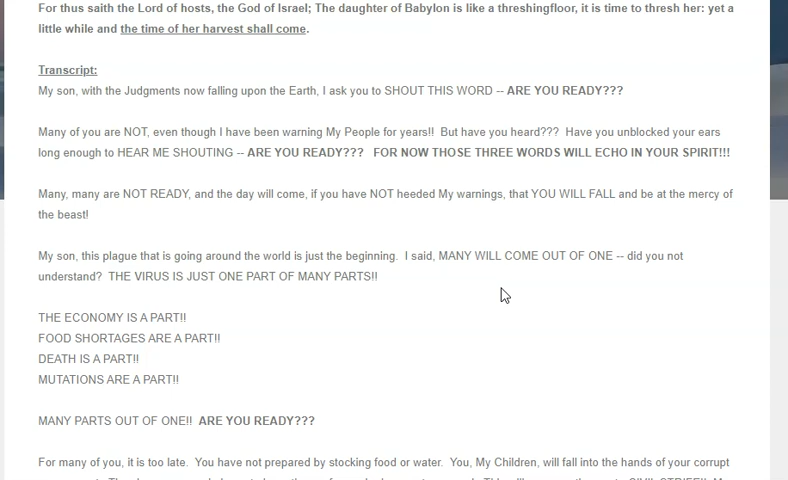 For thus saith the Lord of hosts, the God of Israel; The daughter of Babylon is like a threshingfloor, it is time to thresh her: yet a
little while and the time of her harvest shall come.
Transcript:
My son, with the Judgments now falling upon the Earth, I ask you to SHOUT THIS WORD -- ARE YOU READY???
Many of you are NOT, even though I have been warning My People for years!! But have you heard??? Have you unblocked your ears
long enough to HEAR ME SHOUTING -- ARE YOU READY??? FOR NOW THOSE THREE WORDS WILL ECHO IN YOUR SPIRIT!!!
Many, many are NOT READY, and the day will come, if you have NOT heeded My warnings, that YOU WILL FALL and be at the mercy of
the beast!
My son, this plague that is going around the world is just the beginning. I said, MANY WILL COME OUT OF ONE -- did you not
understand? THE VIRUS IS JUST ONE PART OF MANY PARTS!!
THE ECONOMY IS A PART!!
FOOD SHORTAGES ARE A PART!!
DEATH IS A PART!!
MUTATIONS ARE A PART!!
MANY PARTS OUT OF ONE!! ARE YOU READY???
For many of you, it is too late. You have not prepared by stocking food or water. You, My Children, will fall into the hands of your corrupt